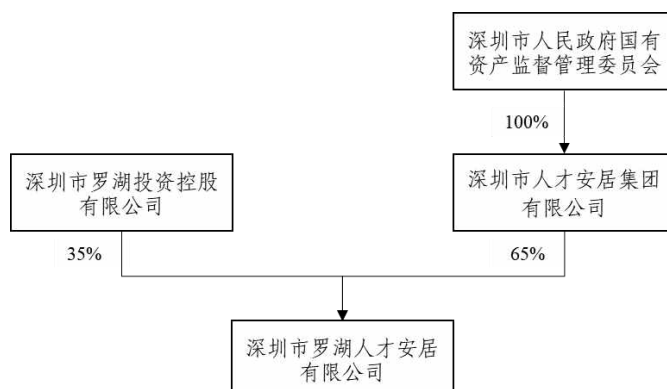 深圳市人民政府国有
资产监督管理委员会
100%
深圳市罗湖投资控股
有限公司
深圳市人才安居集团
有限公司
35%
65%
深圳市罗湖人才安居
有限公司